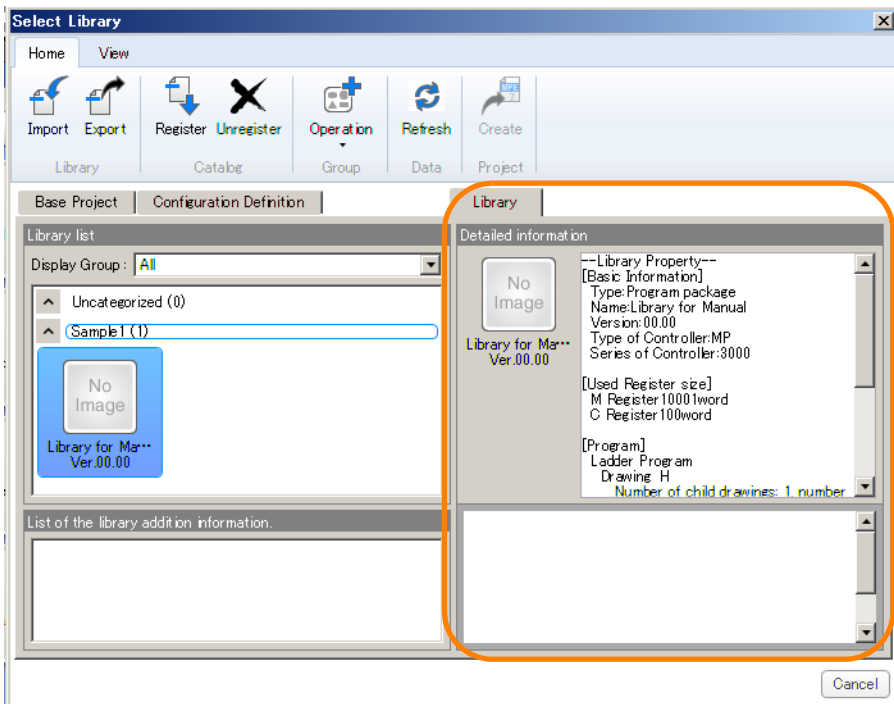 Select Library
Home View
Import Export Register Unregister Operation Refresh Create
Library Catalog Group Data Project
Base Project Configuration Definition
Library list
Display Group : All
Uncategorized (0)
Sample1 (1)
No
Image
Library for Ma···
Ver.00.00
List of the library addition information.
Library
Detailed information
No
Image
Library for Ma···
Ver.00.00
--Library Property--
[Basic Information]
Type:Program package
Name:Library for Manual
Version:00.00
Type of Controller:MP
Series of Controller:3000
[Used Register size]
M Register10001word
C Register100word
[Program]
Ladder Program
Drawing H
Number of child drawings: 1, number
Cancel